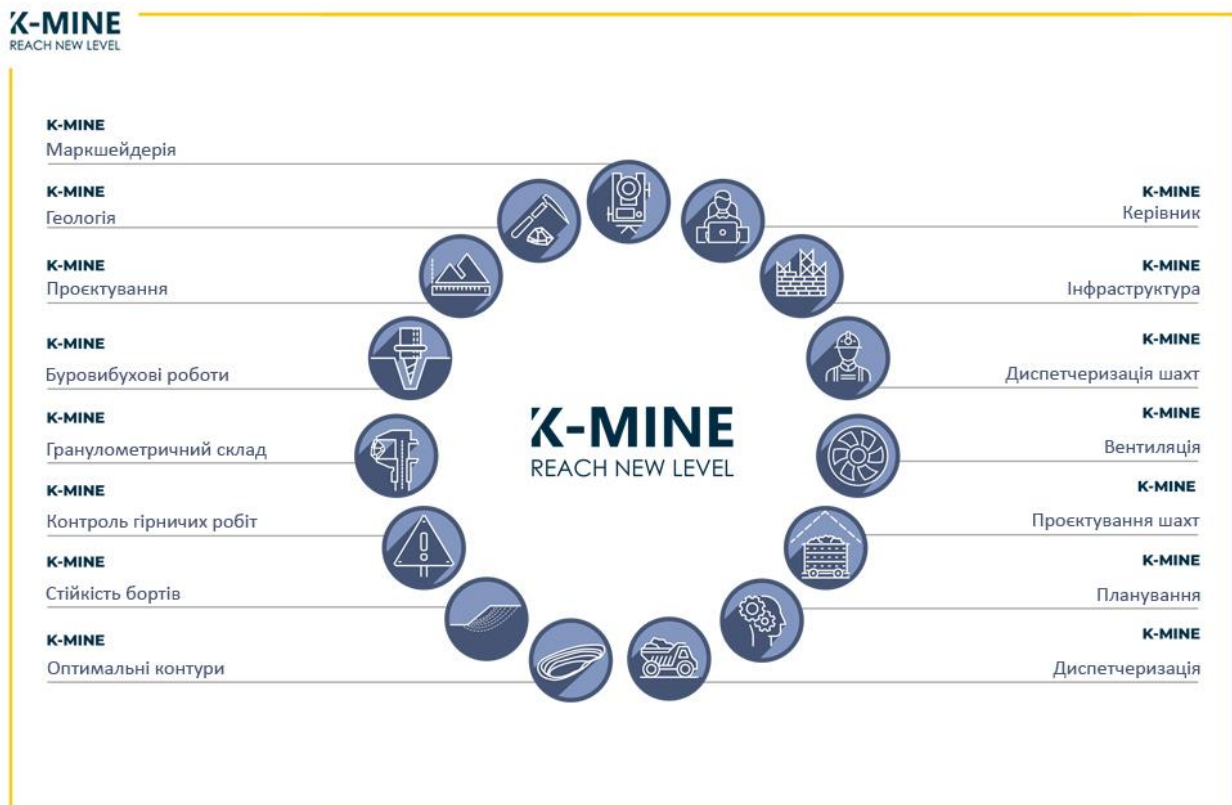 K-MINE
REACH NEW LEVEL
K-MINE
Маркшейдерія
K-MINE
Геологія
K-MINE
Проєктування
K-MINE
Буровибухові роботи
K-MINE
Гранулометричний склад
K-MINE
Контроль гірничих робіт
K-MINE
Стійкість бортів
K-MINE
Оптимальні контури
K-MINE
REACH NEW LEVEL
K-MINE
Керівник
K-MINE
Інфраструктура
K-MINE
Диспетчеризація шахт
K-MINE
Вентиляція
K-MINE
Проєктування шахт
K-MINE
Планування
K-MINE
Диспетчеризація